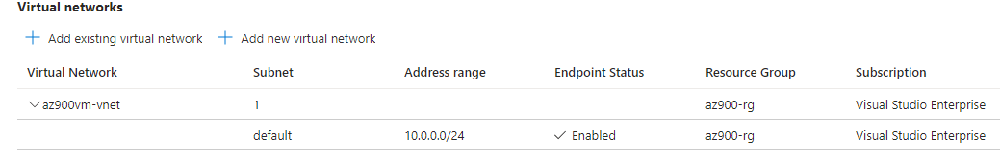 Virtual networks
+ Add existing virtual network + Add new virtual network
Virtual Network Subnet Address range Endpoint Status Resource Group Subscription
az900vm-vnet 1 az900-rg Visual Studio Enterprise
default 10.0.0.0/24 Enabled az900-rg Visual Studio Enterprise